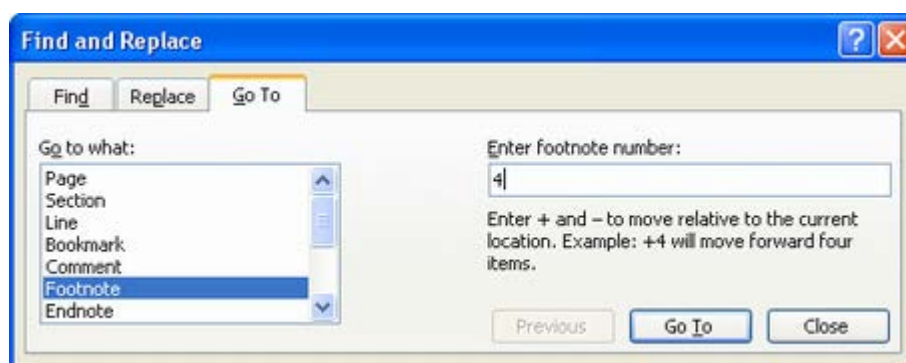 Find and Replace
Find Replace Go To
Go to what:
Page
Section
Line
Bookmark
Comment
Footnote
Endnote
Enter footnote number:
4
Enter + and – to move relative to the current
location. Example: +4 will move forward four
items.
Previous Go To Close